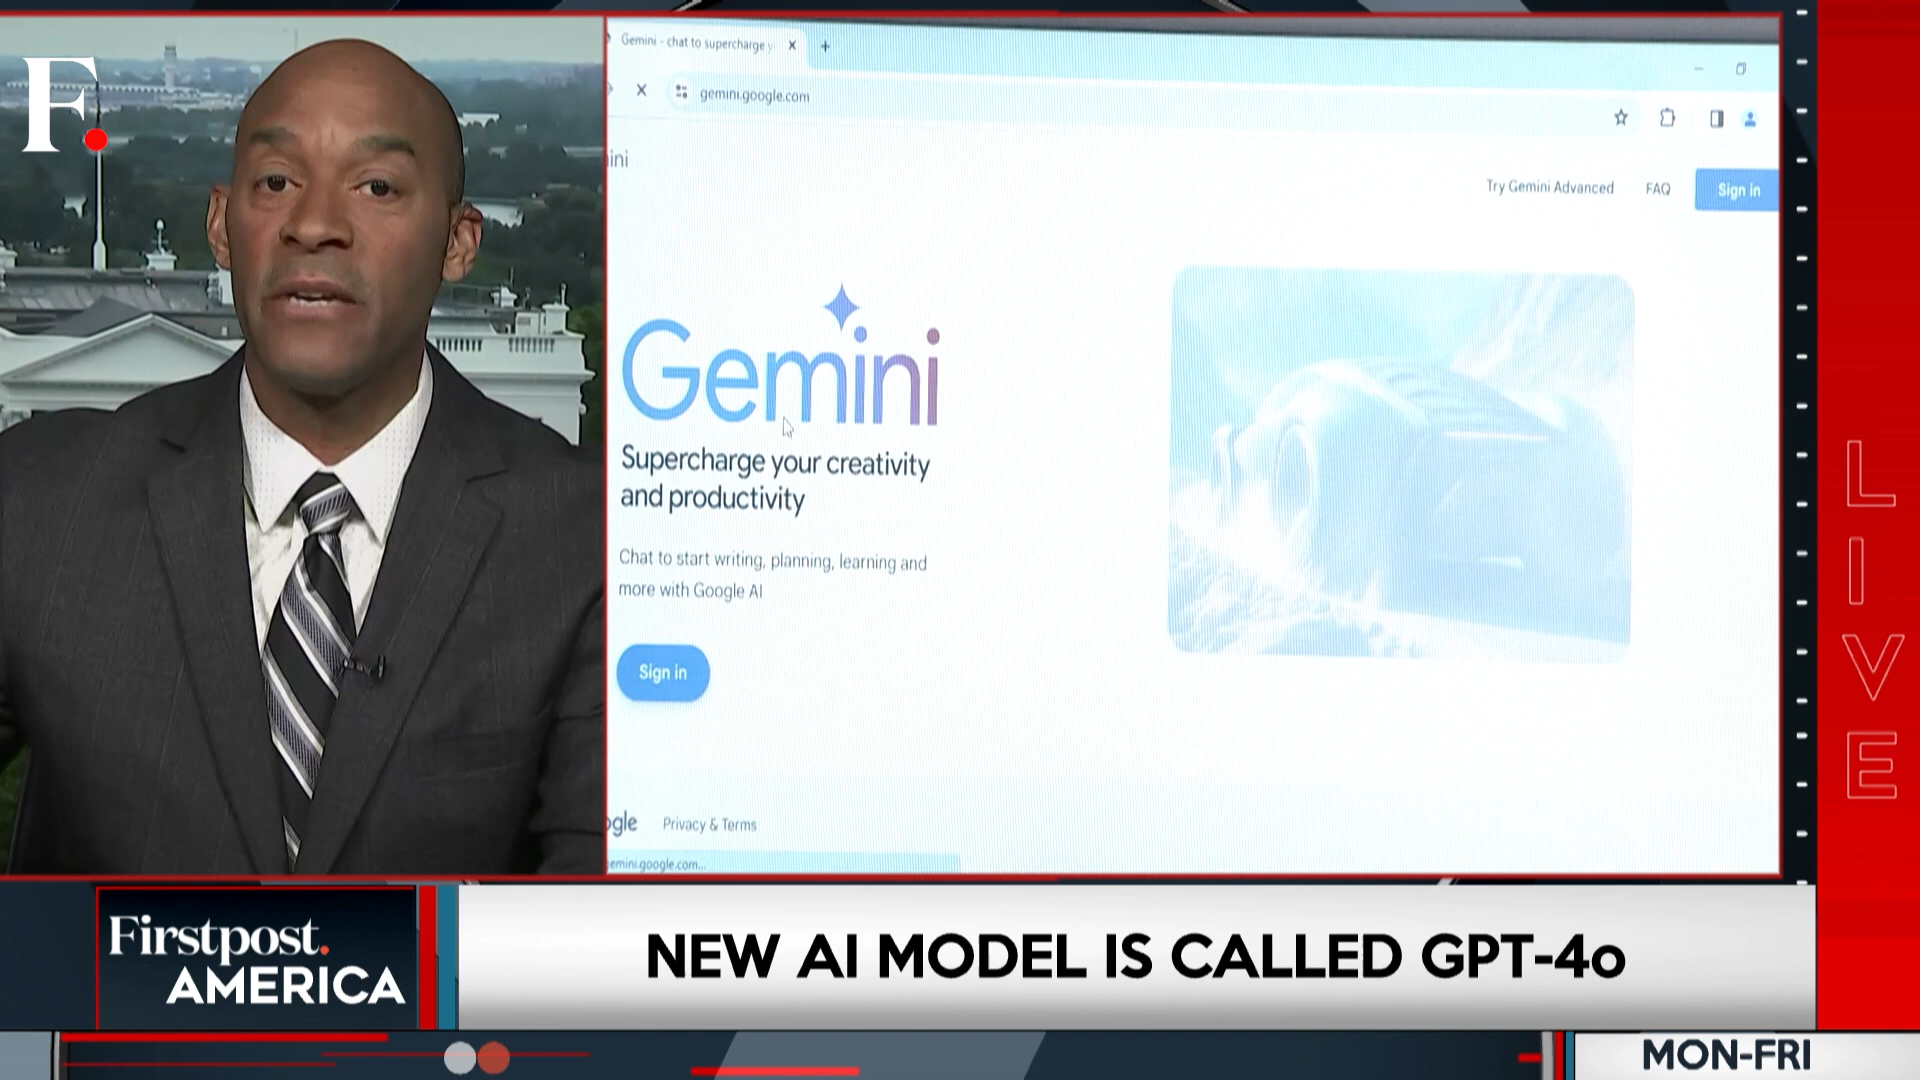 F.
Gemini - chat to supercharge y
gemini.google.com
ini
Try Gemini Advanced
FAQ
Sign in
Gemini
Supercharge your creativity
and productivity
Chat to start writing, planning, learning and
more with Google AI
Sign in
ogle
Privacy & Terms
emini.google.com...
LIVE
Firstpost.
AMERICA
NEW AI MODEL IS CALLED GPT-4o
MON-FRI